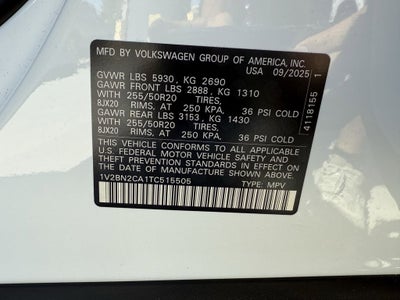 MFD. BY VOLKSWAGEN GROUP OF AMERICA, INC.
USA 09/2025
GVWR LBS 5930 , KG 2690
GAWR FRONT LBS 2888 , KG 1310
WITH 255/50R20 TIRES,
8JX20 RIMS, AT 250 KPA. 36 PSI COLD
GAWR REAR LBS 3153 , KG 1430
WITH 255/50R20 TIRES,
8JX20 RIMS, AT 250 KPA. 36 PSI COLD
THIS VEHICLE CONFORMS TO ALL APPLICABLE
U.S. FEDERAL MOTOR VEHICLE SAFETY AND
THEFT PREVENTION STANDARDS IN EFFECT ON
THE DATE OF MANUFACTURE SHOWN ABOVE.
1V2BN2CA1TC515505 TYPE: MPV
4118155 1